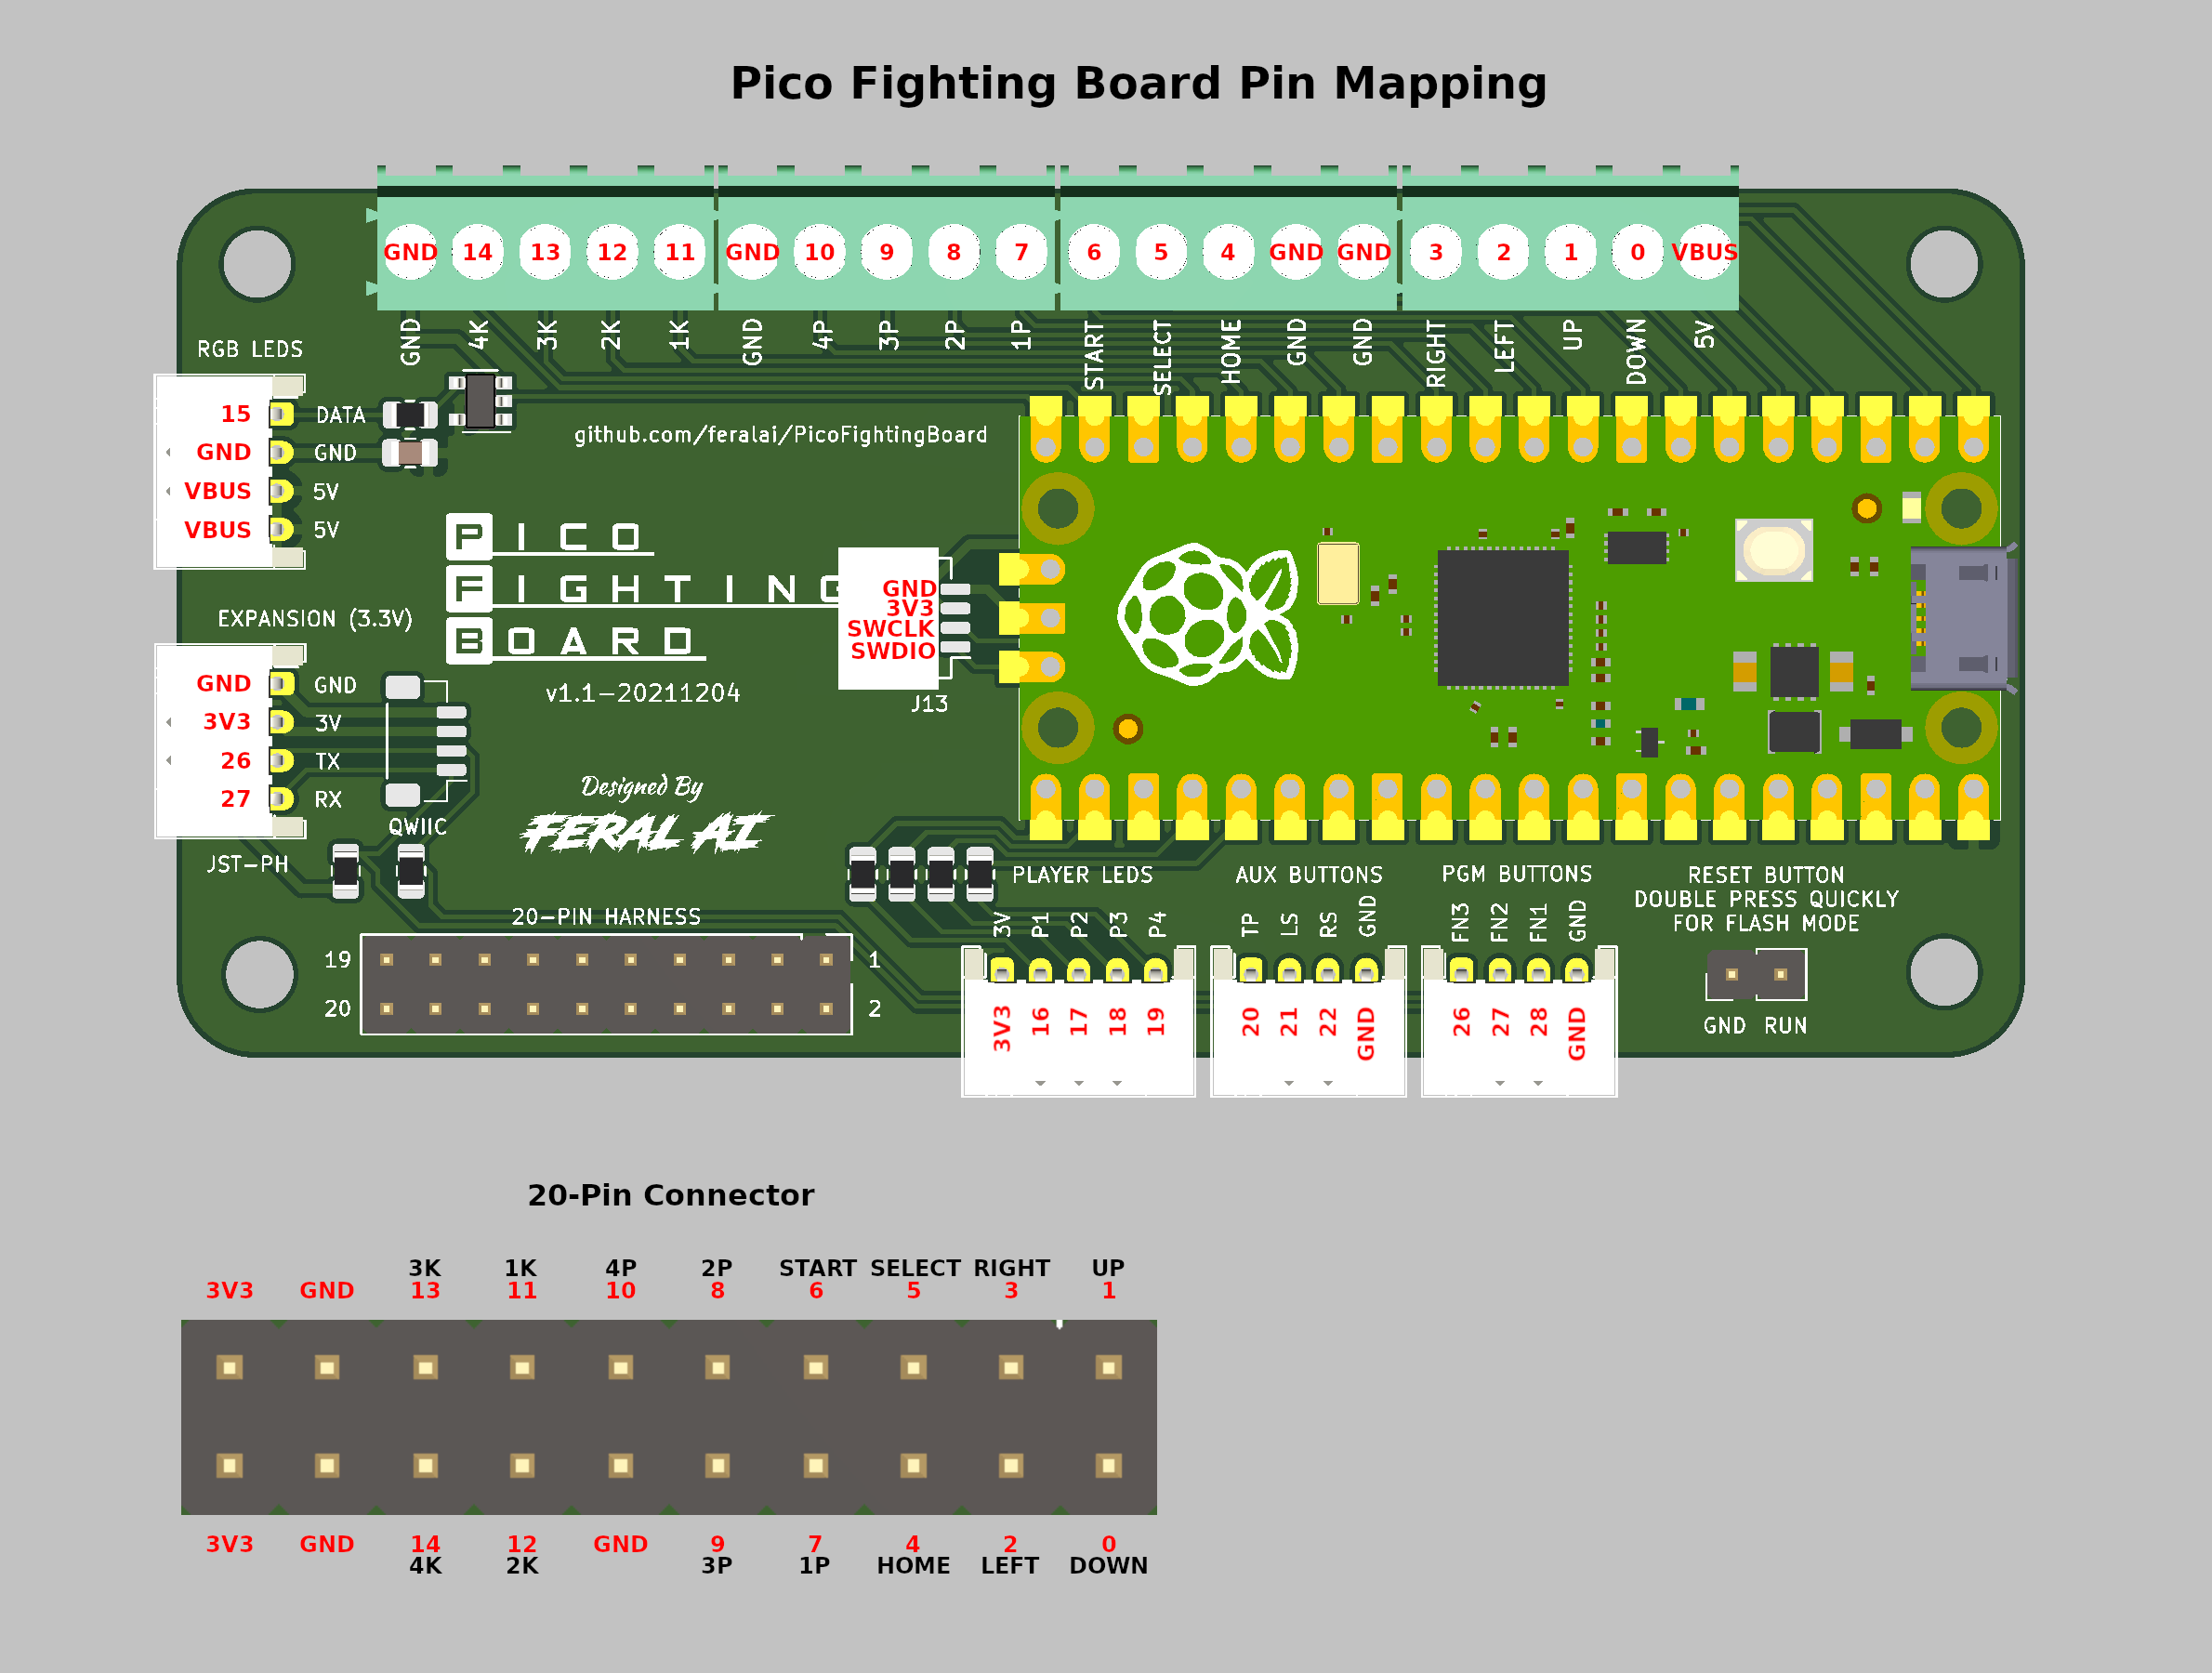 Pico Fighting Board Pin Mapping
GND 14 13 12 11 GND 10 9 8 7 6 5 4 GND GND 3 2 1 0 VBUS
GND 4K 3K 2K 1K GND 4P 3P 2P 1P START SELECT HOME GND GND RIGHT LEFT UP DOWN 5V
RGB LEDS
15 DATA
GND GND
VBUS 5V
VBUS 5V
github.com/feralai/PicoFightingBoard
PICO
FIGHTING
BOARD
v1.1-20211204
GND
3V3
SWCLK
SWDIO
J13
EXPANSION (3.3V)
GND GND
3V3 3V
26 TX
27 RX
QWIIC
JST-PH
Designed By
FERAL AI
20-PIN HARNESS
19 1
20 2
PLAYER LEDS
3V P1 P2 P3 P4
3V3 16 17 18 19
AUX BUTTONS
TP LS RS GND
20 21 22 GND
PGM BUTTONS
FN3 FN2 FN1 GND
26 27 28 GND
RESET BUTTON
DOUBLE PRESS QUICKLY
FOR FLASH MODE
GND RUN
20-Pin Connector
3K 1K 4P 2P START SELECT RIGHT UP
3V3 GND 13 11 10 8 6 5 3 1
3V3 GND 14 12 GND 9 7 4 2 0
4K 2K 3P 1P HOME LEFT DOWN